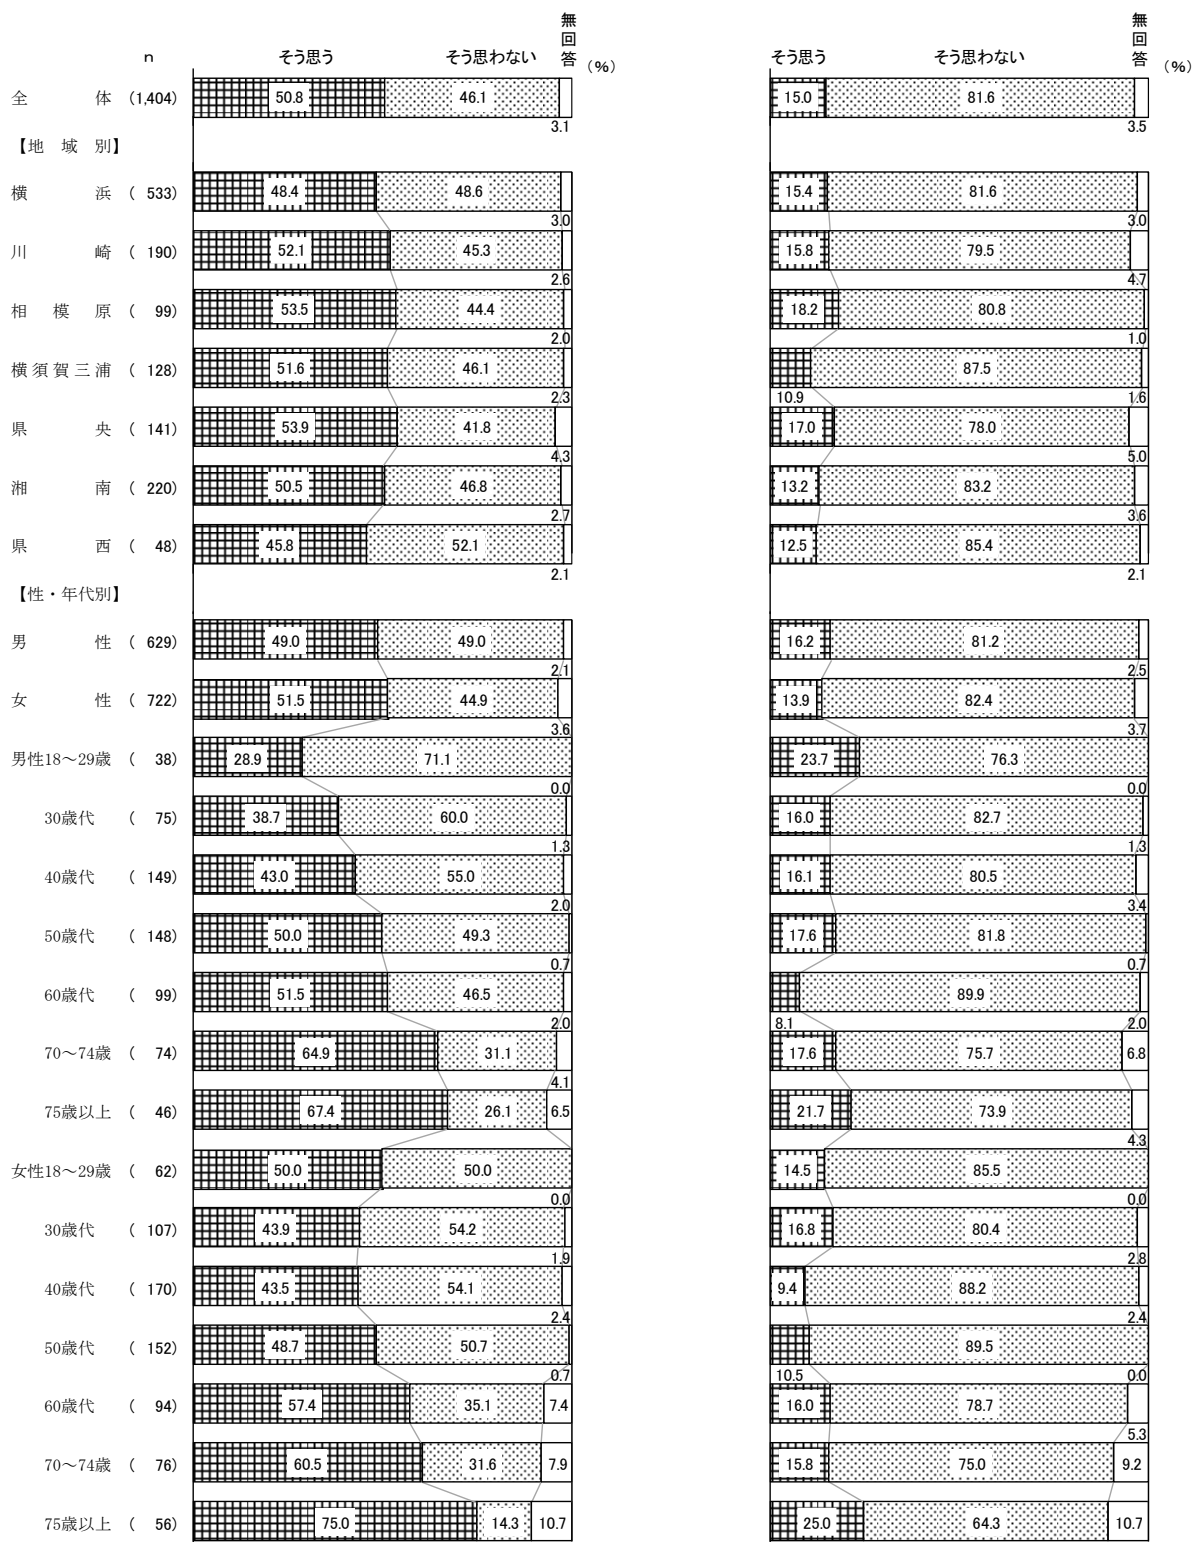 無回答 無回答
n そう思う そう思わない (%) そう思う そう思わない (%)
全体 (1,404) 50.8 46.1 15.0 81.6
3.1 3.5
【地域別】
横浜 ( 533) 48.4 48.6 15.4 81.6
3.0 3.0
川崎 ( 190) 52.1 45.3 15.8 79.5
2.6 4.7
相模原 ( 99) 53.5 44.4 18.2 80.8
2.0 1.0
横須賀三浦 ( 128) 51.6 46.1 87.5
2.3 10.9 1.6
県央 ( 141) 53.9 41.8 17.0 78.0
4.3 5.0
湘南 ( 220) 50.5 46.8 13.2 83.2
2.7 3.6
県西 ( 48) 45.8 52.1 12.5 85.4
2.1 2.1
【性・年代別】
男性 ( 629) 49.0 49.0 16.2 81.2
2.1 2.5
女性 ( 722) 51.5 44.9 13.9 82.4
3.6 3.7
男性18～29歳 ( 38) 28.9 71.1 23.7 76.3
0.0 0.0
30歳代 ( 75) 38.7 60.0 16.0 82.7
1.3 1.3
40歳代 ( 149) 43.0 55.0 16.1 80.5
2.0 3.4
50歳代 ( 148) 50.0 49.3 17.6 81.8
0.7 0.7
60歳代 ( 99) 51.5 46.5 89.9
2.0 8.1 2.0
70～74歳 ( 74) 64.9 31.1 17.6 75.7 6.8
4.1
75歳以上 ( 46) 67.4 26.1 6.5 21.7 73.9
4.3
女性18～29歳 ( 62) 50.0 50.0 14.5 85.5
0.0 0.0
30歳代 ( 107) 43.9 54.2 16.8 80.4
1.9 2.8
40歳代 ( 170) 43.5 54.1 9.4 88.2
2.4 2.4
50歳代 ( 152) 48.7 50.7 89.5
0.7 10.5 0.0
60歳代 ( 94) 57.4 35.1 7.4 16.0 78.7
5.3
70～74歳 ( 76) 60.5 31.6 7.9 15.8 75.0 9.2
75歳以上 ( 56) 75.0 14.3 10.7 25.0 64.3 10.7